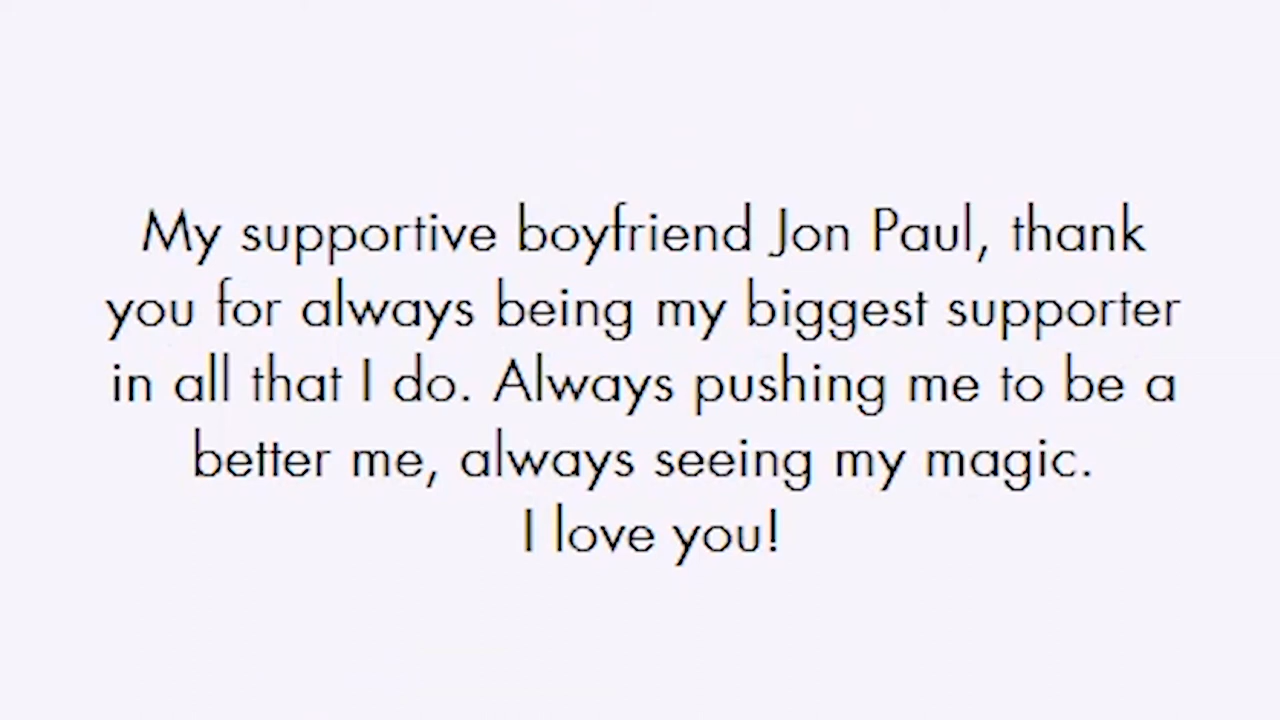 My supportive boyfriend Jon Paul, thank
you for always being my biggest supporter
in all that I do. Always pushing me to be a
better me, always seeing my magic.
I love you!